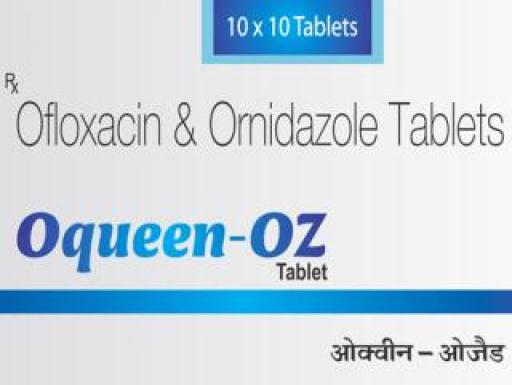 10 x 10 Tablets
Rx
Ofloxacin & Ornidazole Tablets
Oqueen-OZ
Tablet
ओक्वीन – ओजैड